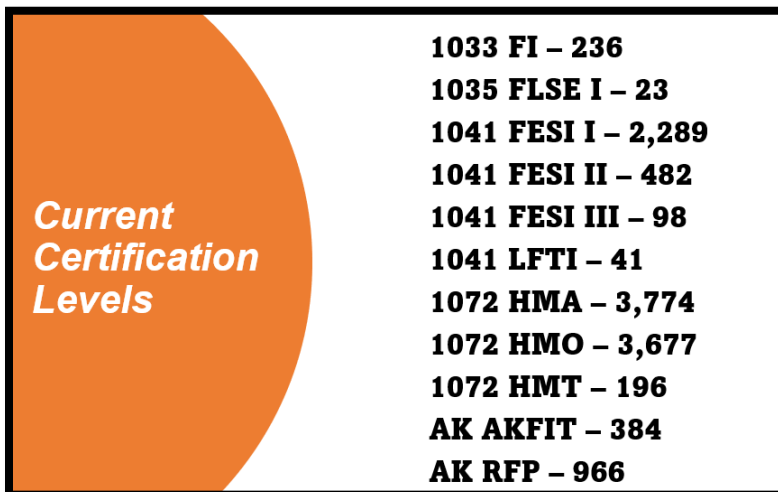 Current
Certification
Levels
1033 FI – 236
1035 FLSE I – 23
1041 FESI I – 2,289
1041 FESI II – 482
1041 FESI III – 98
1041 LFTI – 41
1072 HMA – 3,774
1072 HMO – 3,677
1072 HMT – 196
AK AKFIT – 384
AK RFP – 966